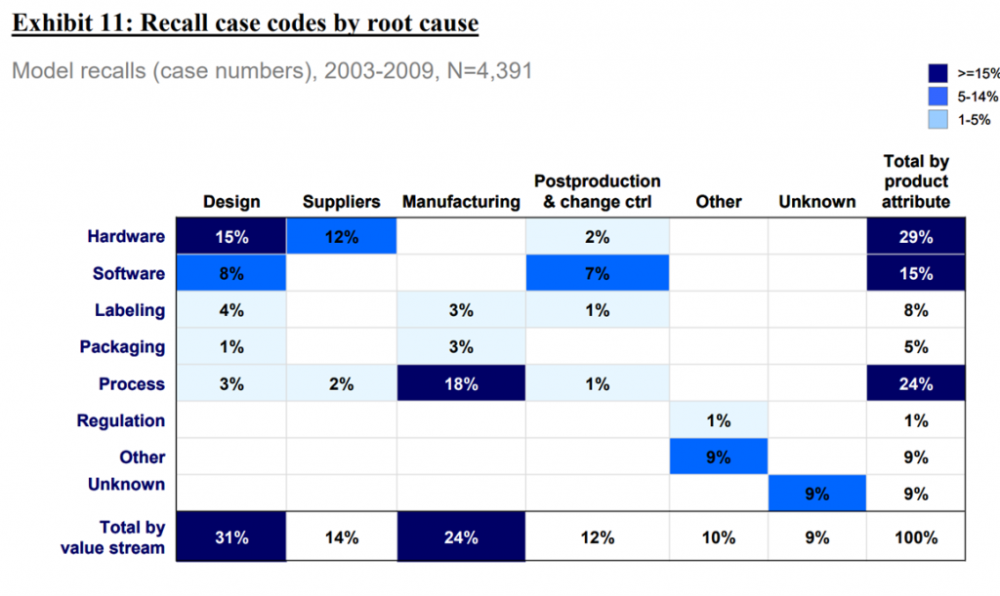 Exhibit 11: Recall case codes by root cause
Model recalls (case numbers), 2003-2009, N=4,391
>=15%
5-14%
1-5%
Design Suppliers Manufacturing Postproduction & change ctrl Other Unknown Total by product attribute
Hardware 15% 12% 2% 29%
Software 8% 7% 15%
Labeling 4% 3% 1% 8%
Packaging 1% 3% 5%
Process 3% 2% 18% 1% 24%
Regulation 1% 1%
Other 9% 9%
Unknown 9% 9%
Total by value stream 31% 14% 24% 12% 10% 9% 100%